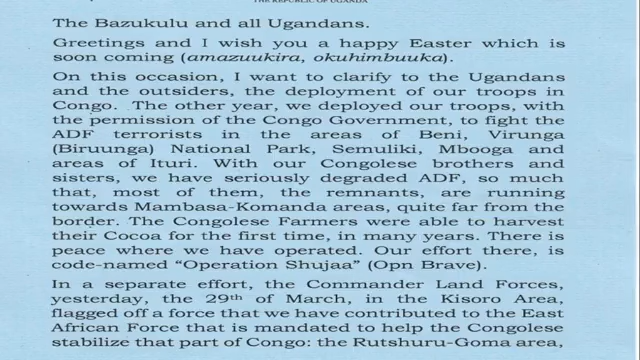 THE REPUBLIC OF UGANDA
The Bazukulu and all Ugandans.
Greetings and I wish you a happy Easter which is
soon coming (amazuukira, okuhimbuuka).
On this occasion, I want to clarify to the Ugandans
and the outsiders, the deployment of our troops in
Congo. The other year, we deployed our troops, with
the permission of the Congo Government, to fight the
ADF terrorists in the areas of Beni, Virunga
(Biruunga) National Park, Semuliki, Mbooga and
areas of Ituri. With our Congolese brothers and
sisters, we have seriously degraded ADF, so much
that, most of them, the remnants, are running
towards Mambasa-Komanda areas, quite far from the
border. The Congolese Farmers were able to harvest
their Cocoa for the first time, in many years. There is
peace where we have operated. Our effort there, is
code-named “Operation Shujaa” (Opn Brave).
In a separate effort, the Commander Land Forces,
yesterday, the 29th of March, in the Kisoro Area,
flagged off a force that we have contributed to the East
African Force that is mandated to help the Congolese
stabilize that part of Congo: the Rutshuru-Goma area,